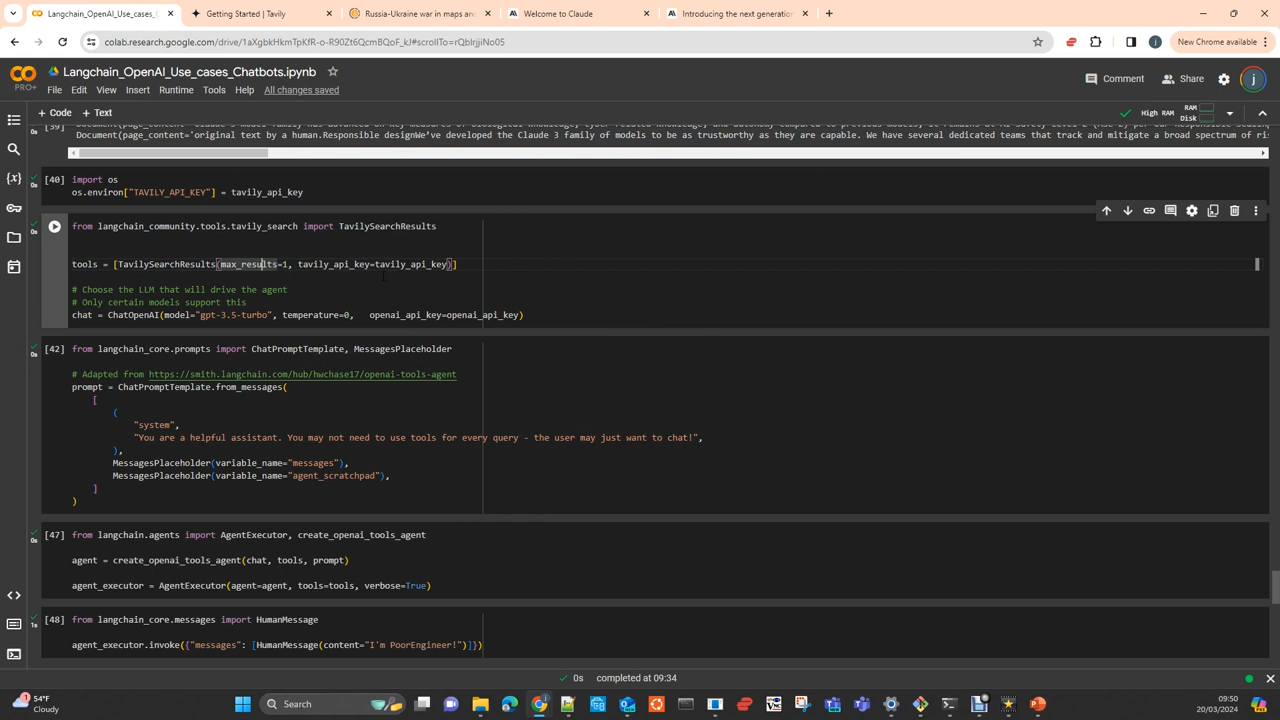 Langchain_OpenAI_Use_cases_C
Getting Started | Tavily
Russia-Ukraine war in maps and
Welcome to Claude
Introducing the next generation
colab.research.google.com/drive/1aXgbkHkmTpKfR-o-R90Zt6QcmBQoF_kJ#scrollTo=rQblrjjiNo05
New Chrome available
PRO+
Langchain_OpenAI_Use_cases_Chatbots.ipynb
Comment
Share
File Edit View Insert Runtime Tools Help All changes saved
+ Code + Text
High RAM
RAM
Disk
[39]
0s
Document(page_content='original text by a human.Responsible designWe've developed the Claude 3 family of models to be as trustworthy as they are capable. We have several dedicated teams that track and mitigate a broad spectrum of ris
[40] import os
0s
os.environ["TAVILY_API_KEY"] = tavily_api_key
0s
from langchain_community.tools.tavily_search import TavilySearchResults
tools = [TavilySearchResults(max_results=1, tavily_api_key=tavily_api_key)]
# Choose the LLM that will drive the agent
# Only certain models support this
chat = ChatOpenAI(model="gpt-3.5-turbo", temperature=0, openai_api_key=openai_api_key)
[42] from langchain_core.prompts import ChatPromptTemplate, MessagesPlaceholder
0s
# Adapted from https://smith.langchain.com/hub/hwchase17/openai-tools-agent
prompt = ChatPromptTemplate.from_messages(
[
(
"system",
"You are a helpful assistant. You may not need to use tools for every query - the user may just want to chat!",
),
MessagesPlaceholder(variable_name="messages"),
MessagesPlaceholder(variable_name="agent_scratchpad"),
]
)
[47] from langchain.agents import AgentExecutor, create_openai_tools_agent
0s
agent = create_openai_tools_agent(chat, tools, prompt)
agent_executor = AgentExecutor(agent=agent, tools=tools, verbose=True)
[48] from langchain_core.messages import HumanMessage
1s
agent_executor.invoke({"messages": [HumanMessage(content="I'm PoorEngineer!")]})
0s completed at 09:34
54°F
Cloudy
Search
09:50
20/03/2024